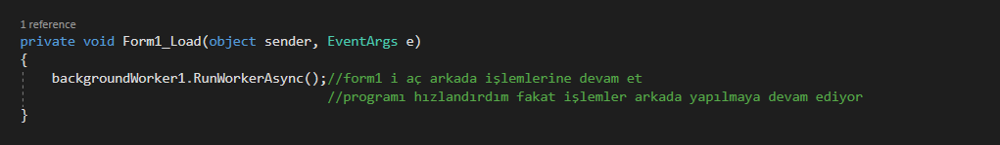 1 reference
private void Form1_Load(object sender, EventArgs e)
{
backgroundWorker1.RunWorkerAsync();//form1 i aç arkada işlemlerine devam et
//programı hızlandırdım fakat işlemler arkada yapılmaya devam ediyor
}